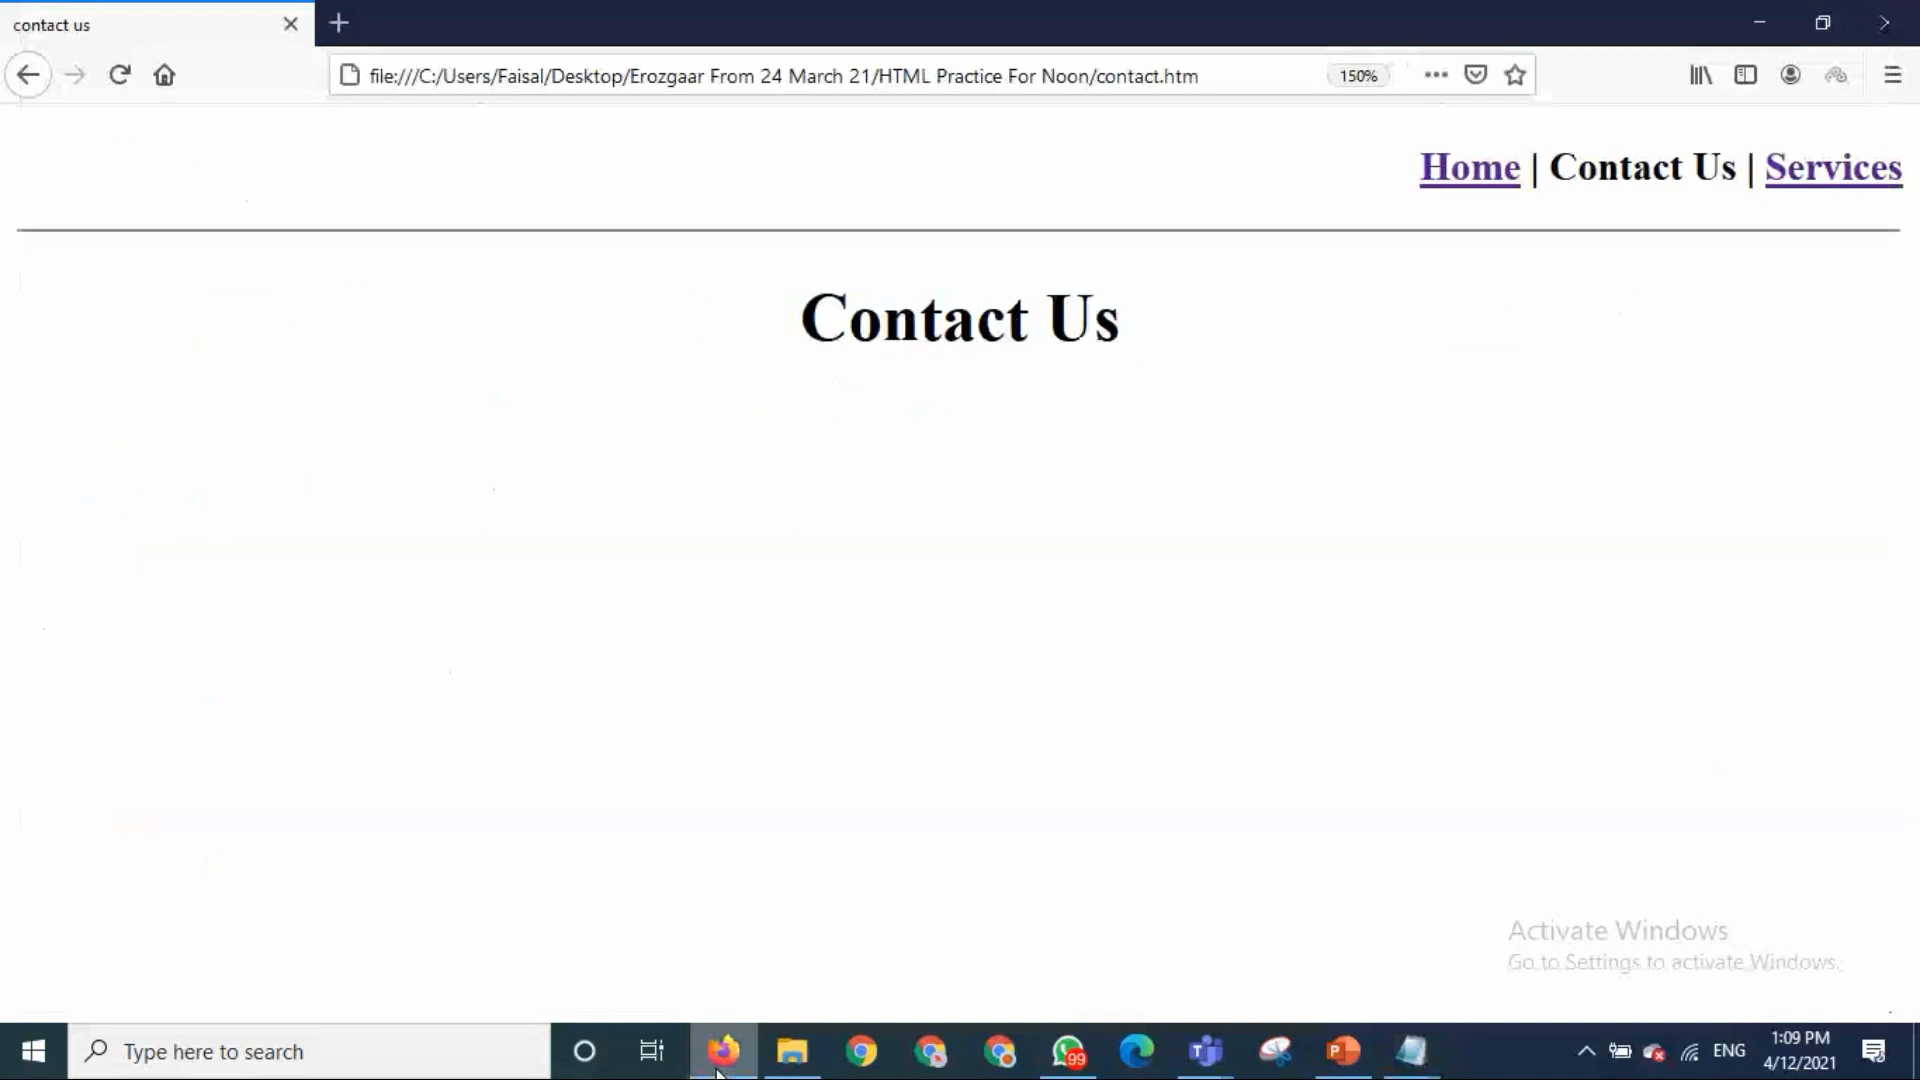 contact us
file:///C:/Users/Faisal/Desktop/Erozgaar From 24 March 21/HTML Practice For Noon/contact.htm
150%
Home | Contact Us | Services
Contact Us
Activate Windows
Go to Settings to activate Windows.
Type here to search
99
ENG
1:09 PM
4/12/2021